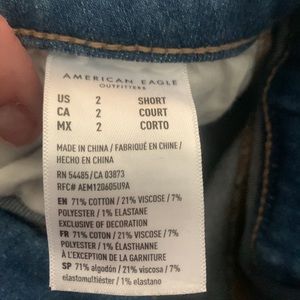 AMERICAN EAGLE
OUTFITTERS
US 2 SHORT
CA 2 COURT
MX 2 CORTO
MADE IN CHINA / FABRIQUÉ EN CHINE /
HECHO EN CHINA
RN 54485/CA 03873
RFC# AEM120605U9A
EN 71% COTTON / 21% VISCOSE / 7%
POLYESTER / 1% ELASTANE
EXCLUSIVE OF DECORATION
FR 71% COTON / 21% VISCOSE / 7%
POLYESTER / 1% ÉLASTHANNE
À L'EXCEPTION DE LA GARNITURE
SP 71% algodón / 21% viscosa / 7%
poliéster / 1% elastano